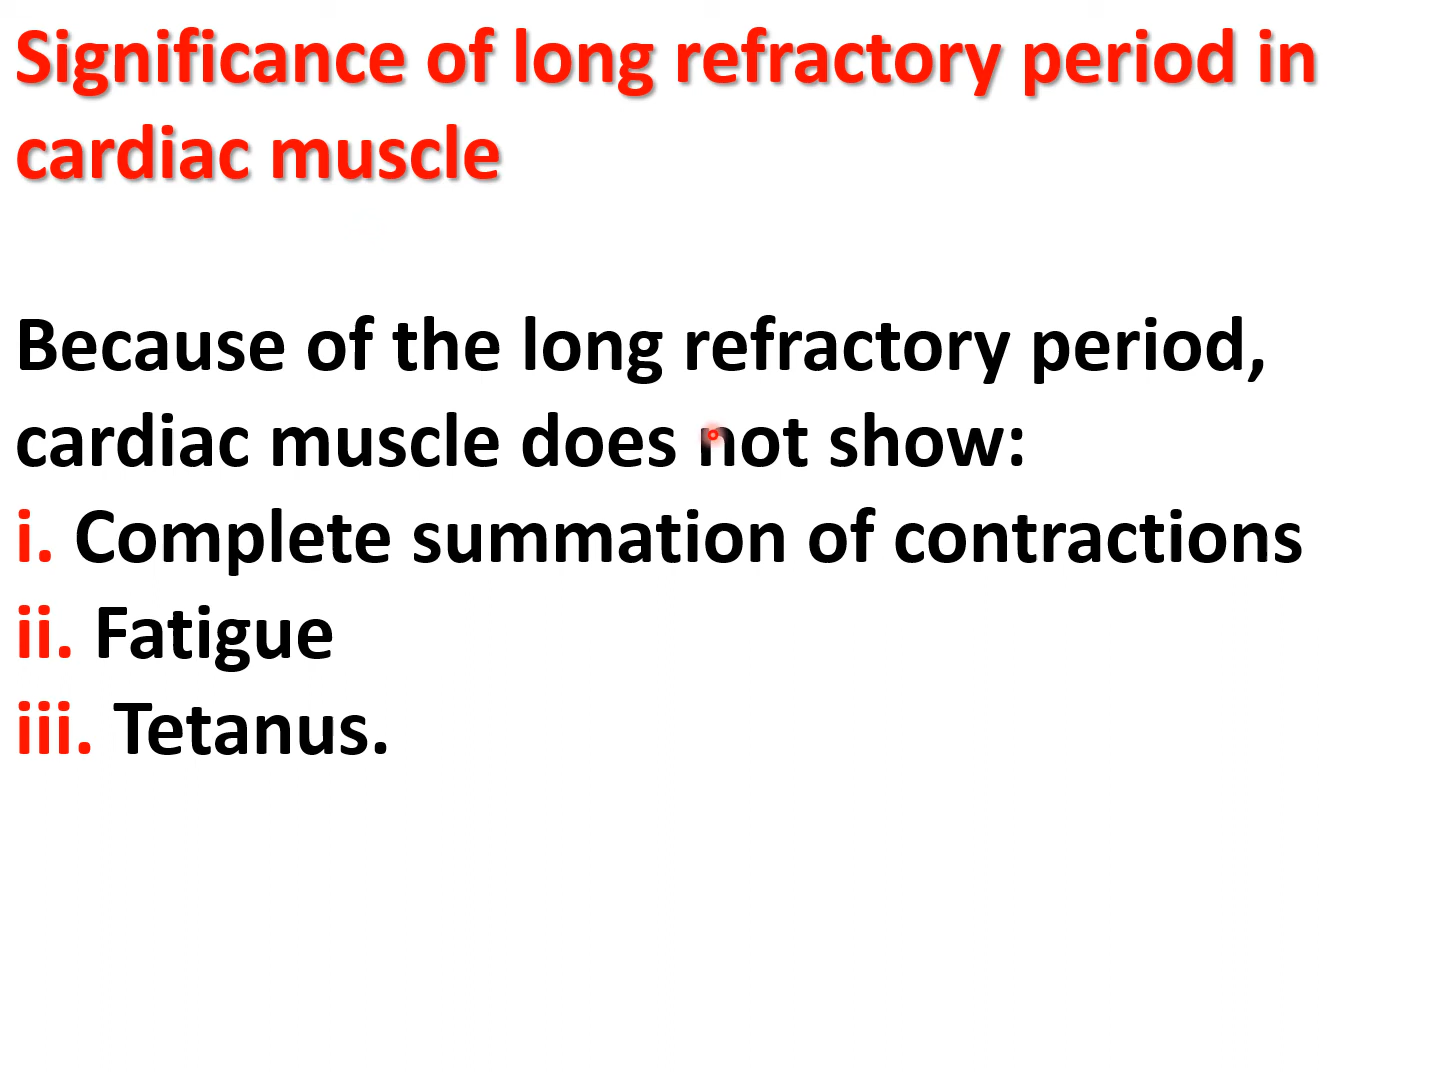 Significance of long refractory period in
cardiac muscle
Because of the long refractory period,
cardiac muscle does not show:
i. Complete summation of contractions
ii. Fatigue
iii. Tetanus.